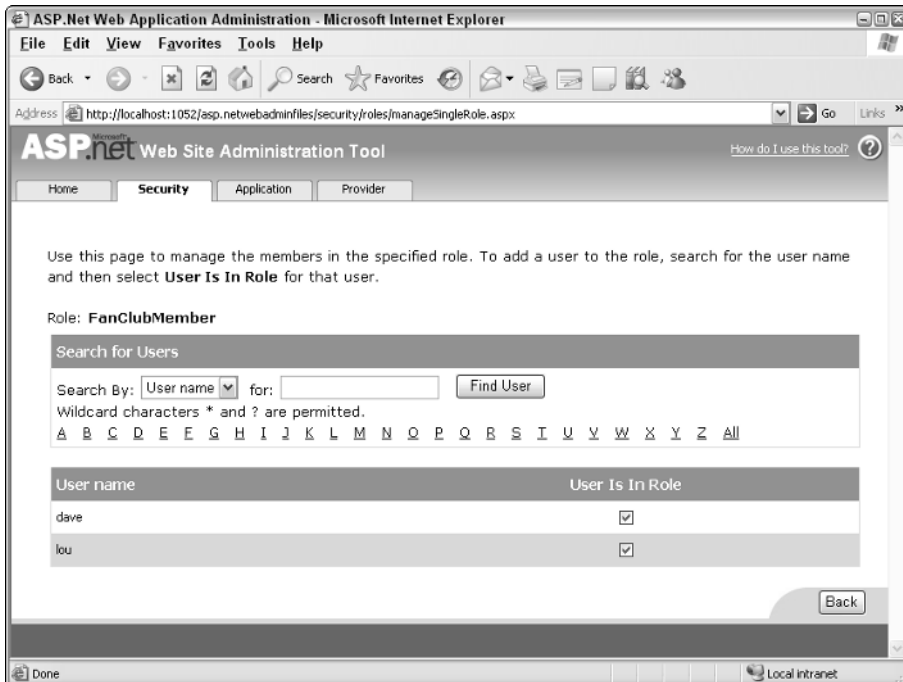 ASP.Net Web Application Administration - Microsoft Internet Explorer
File Edit View Favorites Tools Help
Back Search Favorites
Address http://localhost:1052/asp.netwebadminfiles/security/roles/manageSingleRole.aspx Go Links »
Microsoft
ASP.net Web Site Administration Tool How do I use this tool? ?
Home Security Application Provider
Use this page to manage the members in the specified role. To add a user to the role, search for the user name
and then select User Is In Role for that user.
Role: FanClubMember
Search for Users
Search By: User name for: Find User
Wildcard characters * and ? are permitted.
A B C D E F G H I J K L M N O P Q R S T U V W X Y Z All
User name User Is In Role
dave
lou
Back
Done Local intranet